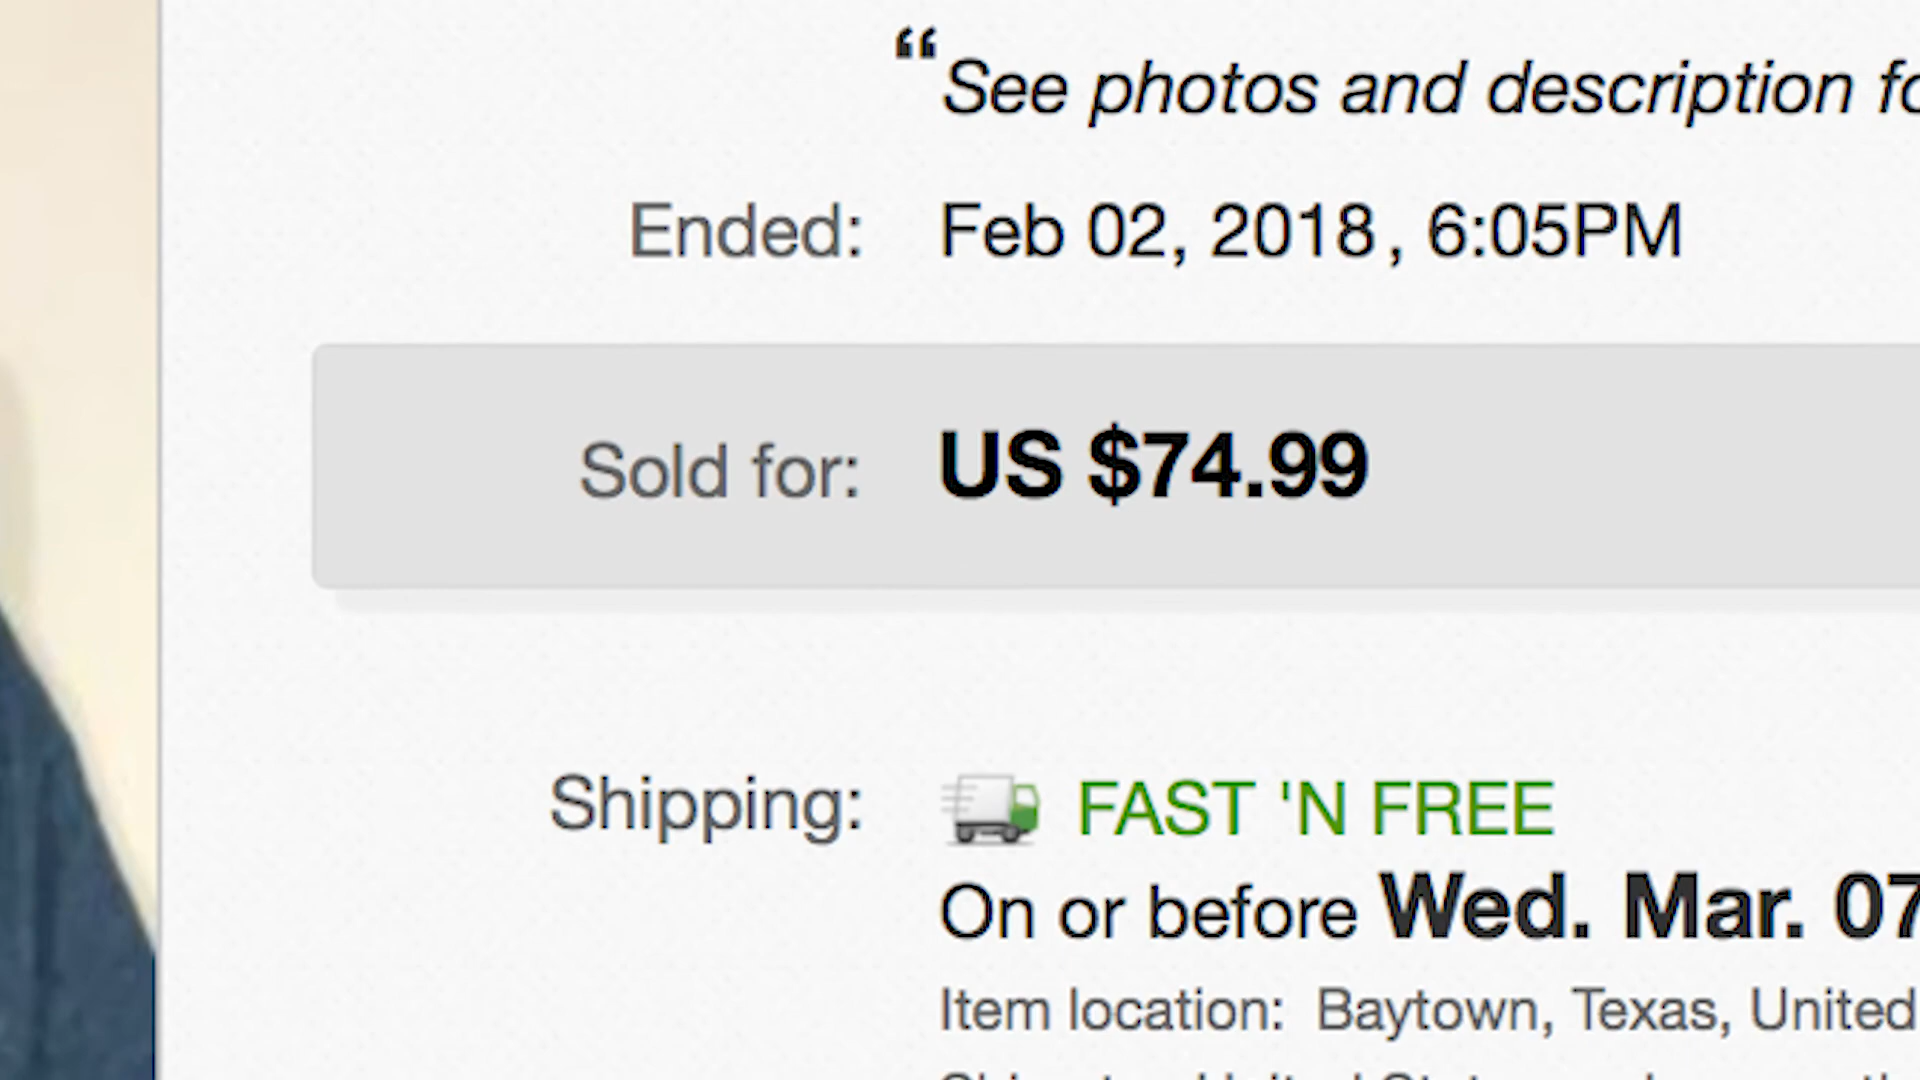 “See photos and description
Ended: Feb 02, 2018, 6:05PM
Sold for: US $74.99
Shipping: FAST 'N FREE
On or before Wed. Mar. 07
Item location: Baytown, Texas, United